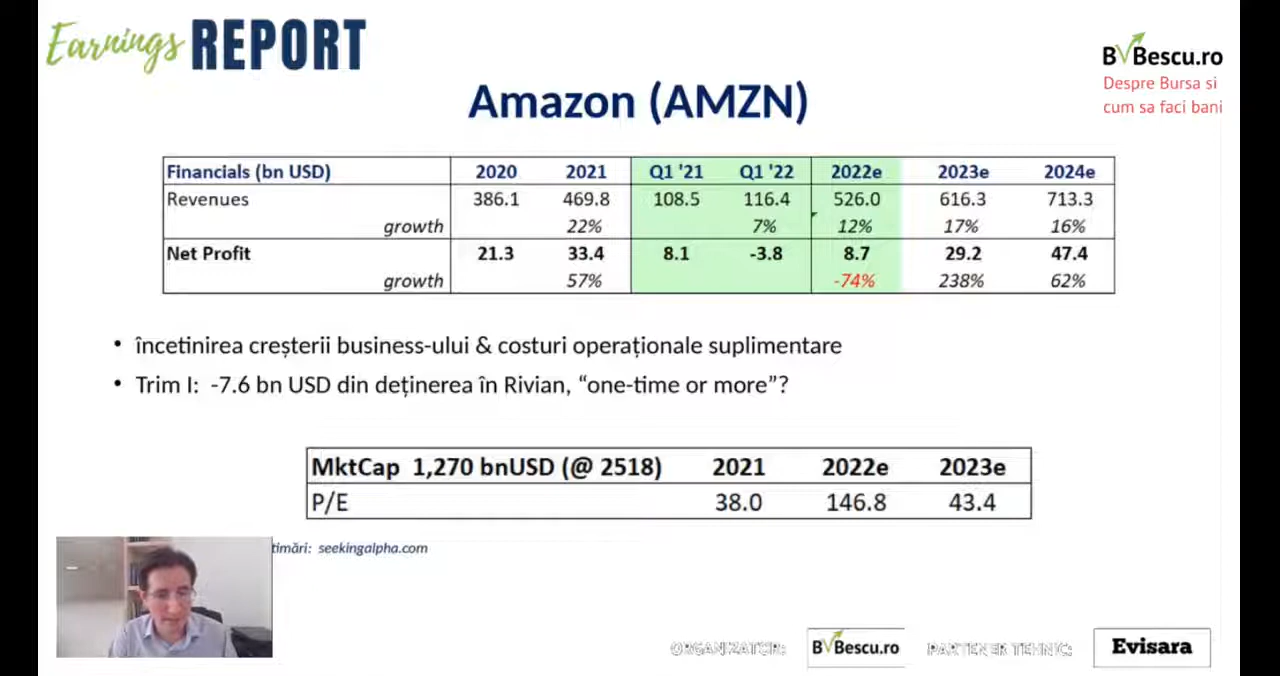 Earnings REPORT
BVBescu.ro
Despre Bursa si
cum sa faci bani
Amazon (AMZN)
Financials (bn USD) 2020 2021 Q1 '21 Q1 '22 2022e 2023e 2024e
Revenues 386.1 469.8 108.5 116.4 526.0 616.3 713.3
growth 22% 7% 12% 17% 16%
Net Profit 21.3 33.4 8.1 -3.8 8.7 29.2 47.4
growth 57% -74% 238% 62%
• încetinirea creșterii business-ului & costuri operaționale suplimentare
• Trim I: -7.6 bn USD din deținerea în Rivian, “one-time or more”?
MktCap 1,270 bnUSD (@ 2518) 2021 2022e 2023e
P/E 38.0 146.8 43.4
timări: seekingalpha.com
ORGANIZATOR: BVBescu.ro PARTENER TEHNIC: Evisara